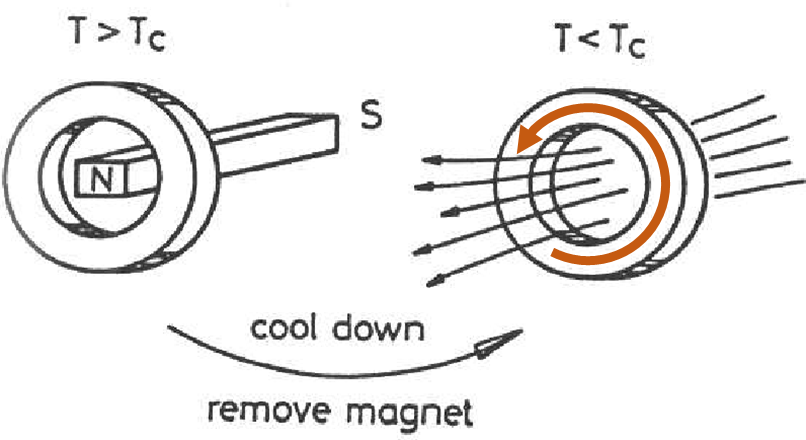 T > Tc
T < Tc
S
N
cool down
remove magnet